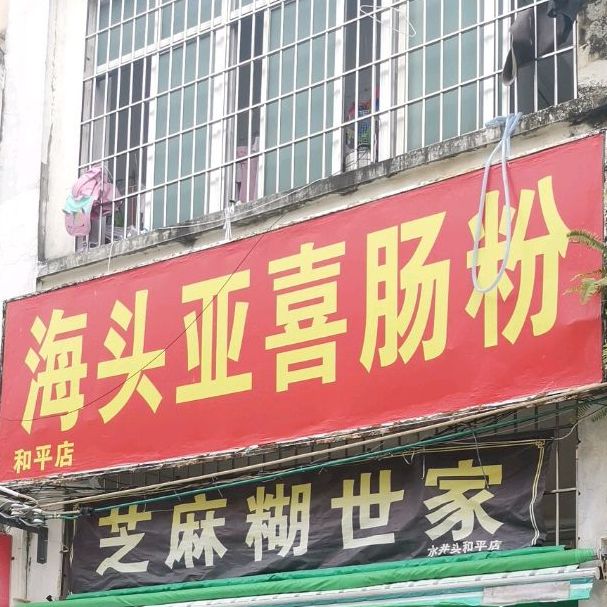 海头亚喜肠粉
和平店
芝麻糊世家
水井头和平店